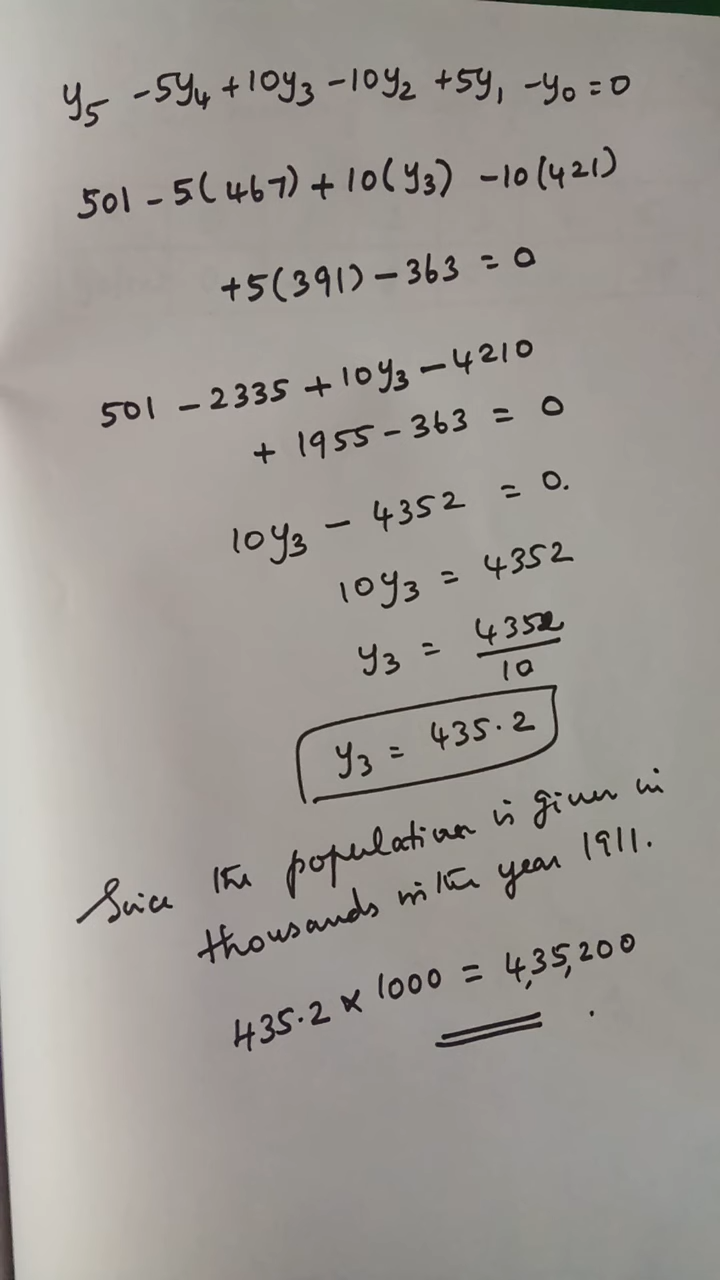 y₅ - 5y₄ + 10y₃ - 10y₂ + 5y₁ - y₀ = 0
501 - 5(467) + 10(y₃) - 10(421)
+ 5(391) - 363 = 0
501 - 2335 + 10y₃ - 4210
+ 1955 - 363 = 0
10y₃ - 4352 = 0.
10y₃ = 4352
y₃ = 4352/10
y₃ = 435.2
Since the population is given in
thousands in the year 1911.
435.2 × 1000 = 4,35,200